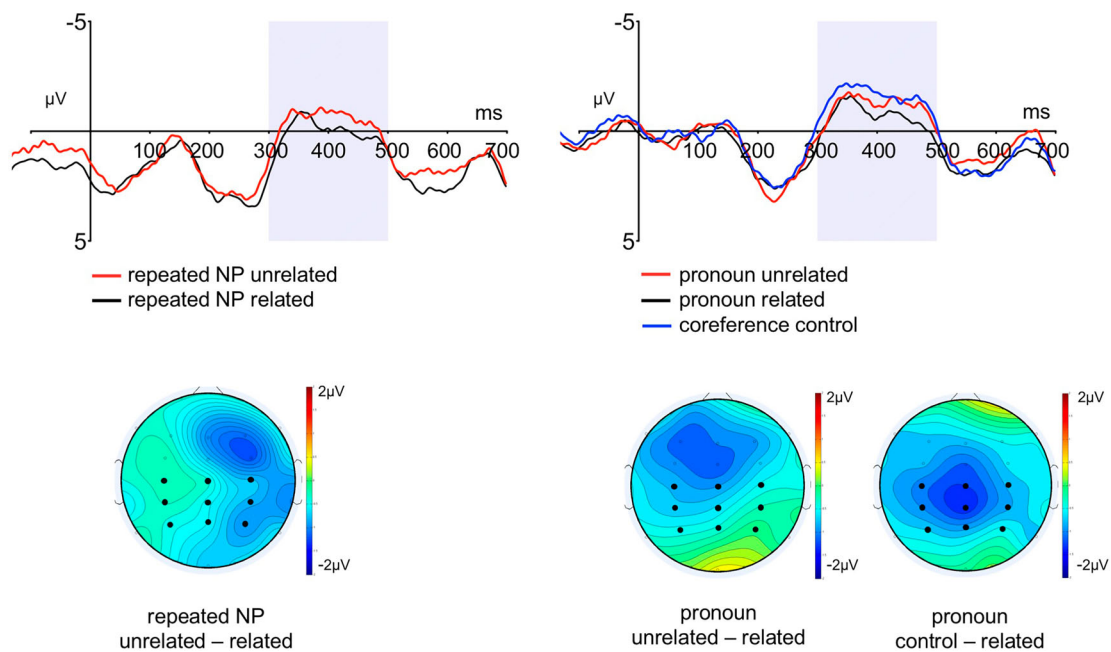 -5
µV
ms
100 200 300 400 500 600 700
5
repeated NP unrelated
repeated NP related
-5
µV
ms
100 200 300 400 500 600 700
5
pronoun unrelated
pronoun related
coreference control
2µV
-2µV
repeated NP
unrelated – related
2µV
-2µV
pronoun
unrelated – related
2µV
-2µV
pronoun
control – related